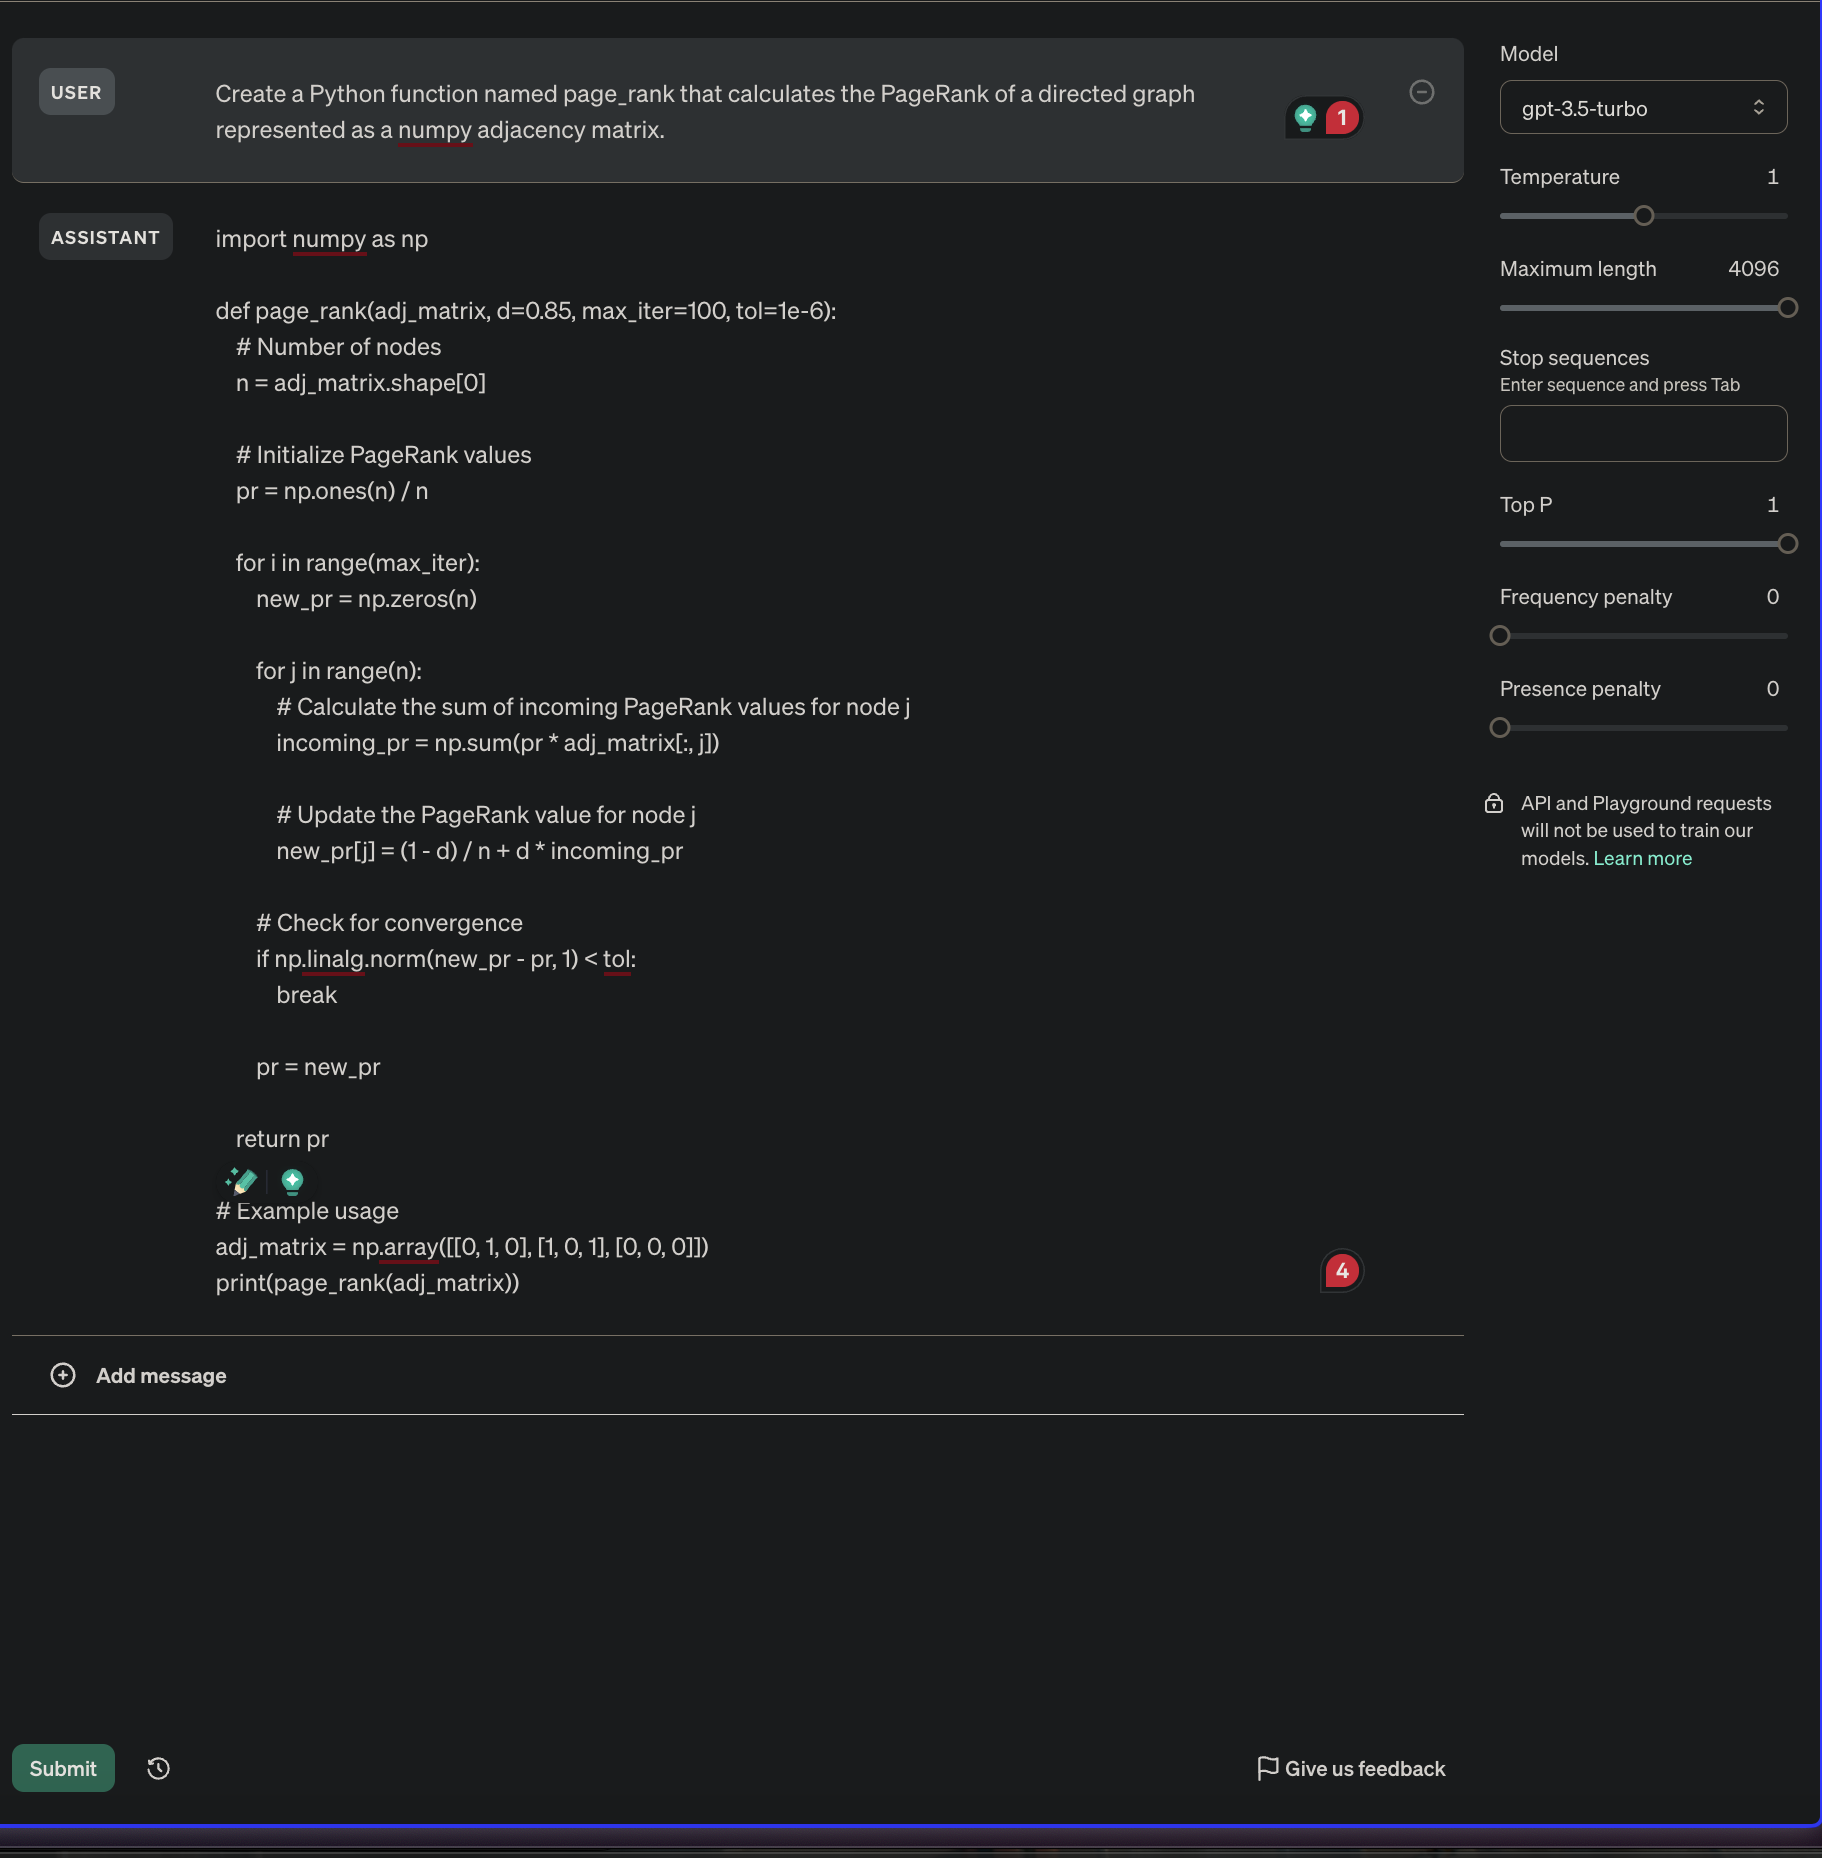 USER
Create a Python function named page_rank that calculates the PageRank of a directed graph
represented as a numpy adjacency matrix.
1
ASSISTANT
import numpy as np
def page_rank(adj_matrix, d=0.85, max_iter=100, tol=1e-6):
# Number of nodes
n = adj_matrix.shape[0]
# Initialize PageRank values
pr = np.ones(n) / n
for i in range(max_iter):
new_pr = np.zeros(n)
for j in range(n):
# Calculate the sum of incoming PageRank values for node j
incoming_pr = np.sum(pr * adj_matrix[:, j])
# Update the PageRank value for node j
new_pr[j] = (1 - d) / n + d * incoming_pr
# Check for convergence
if np.linalg.norm(new_pr - pr, 1) < tol:
break
pr = new_pr
return pr
# Example usage
adj_matrix = np.array([[0, 1, 0], [1, 0, 1], [0, 0, 0]])
print(page_rank(adj_matrix))
4
Add message
Submit
Give us feedback
Model
gpt-3.5-turbo
Temperature 1
Maximum length 4096
Stop sequences
Enter sequence and press Tab
Top P 1
Frequency penalty 0
Presence penalty 0
API and Playground requests
will not be used to train our
models. Learn more